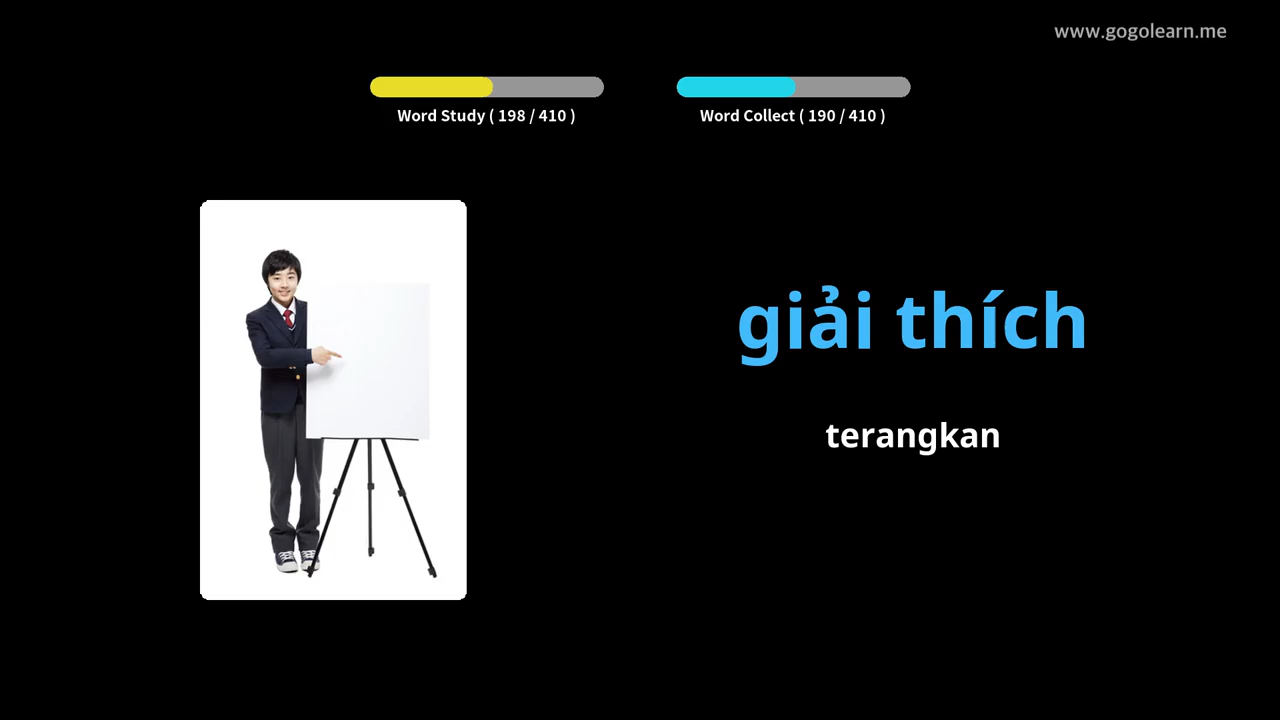 www.gogolearn.me
Word Study ( 198 / 410 )
Word Collect ( 190 / 410 )
giải thích
terangkan